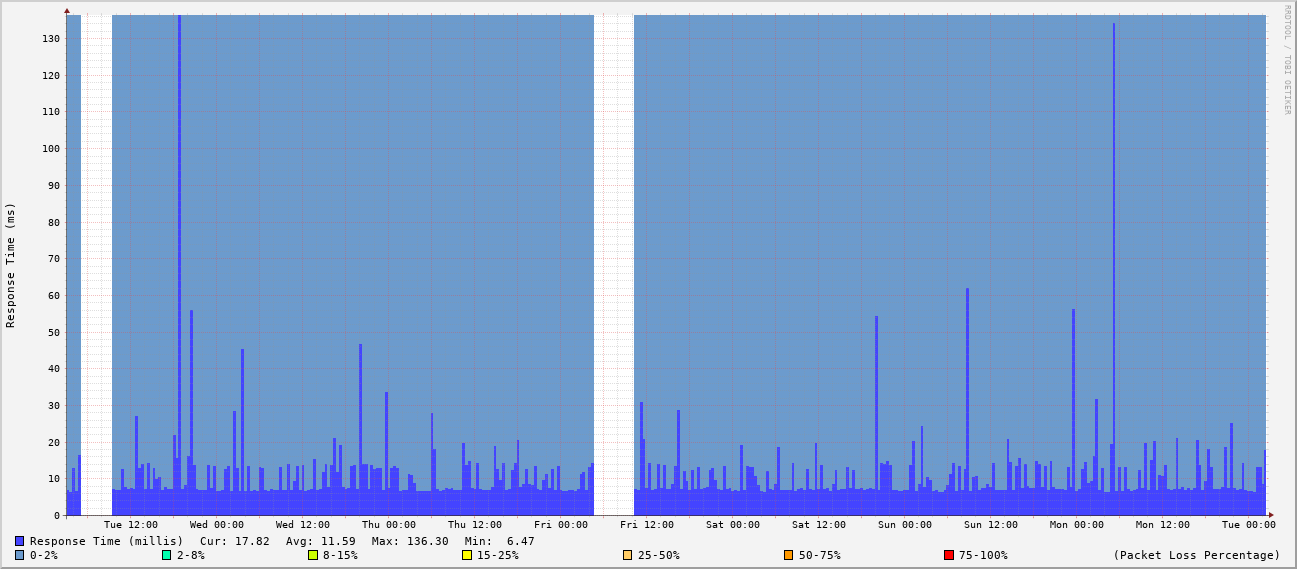 RRDTOOL / TOBI OETIKER
Response Time (ms)
130
120
110
100
90
80
70
60
50
40
30
20
10
0
Tue 12:00 Wed 00:00 Wed 12:00 Thu 00:00 Thu 12:00 Fri 00:00 Fri 12:00 Sat 00:00 Sat 12:00 Sun 00:00 Sun 12:00 Mon 00:00 Mon 12:00 Tue 00:00
Response Time (millis) Cur: 17.82 Avg: 11.59 Max: 136.30 Min: 6.47
0-2% 2-8% 8-15% 15-25% 25-50% 50-75% 75-100% (Packet Loss Percentage)